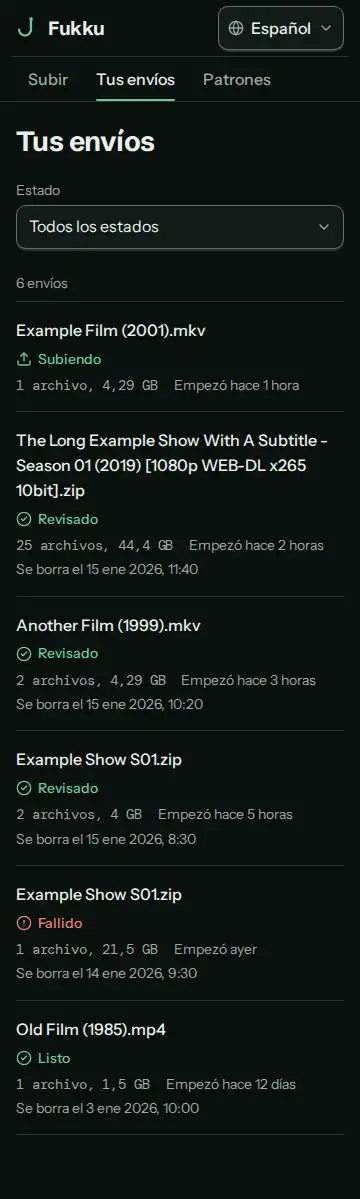 Fukku
Español
Subir
Tus envíos
Patrones
Tus envíos
Estado
Todos los estados
6 envíos
Example Film (2001).mkv
Subiendo
1 archivo, 4,29 GB Empezó hace 1 hora
The Long Example Show With A Subtitle -
Season 01 (2019) [1080p WEB-DL x265
10bit].zip
Revisado
25 archivos, 44,4 GB Empezó hace 2 horas
Se borra el 15 ene 2026, 11:40
Another Film (1999).mkv
Revisado
2 archivos, 4,29 GB Empezó hace 3 horas
Se borra el 15 ene 2026, 10:20
Example Show S01.zip
Revisado
2 archivos, 4 GB Empezó hace 5 horas
Se borra el 15 ene 2026, 8:30
Example Show S01.zip
Fallido
1 archivo, 21,5 GB Empezó ayer
Se borra el 14 ene 2026, 9:30
Old Film (1985).mp4
Listo
1 archivo, 1,5 GB Empezó hace 12 días
Se borra el 3 ene 2026, 10:00